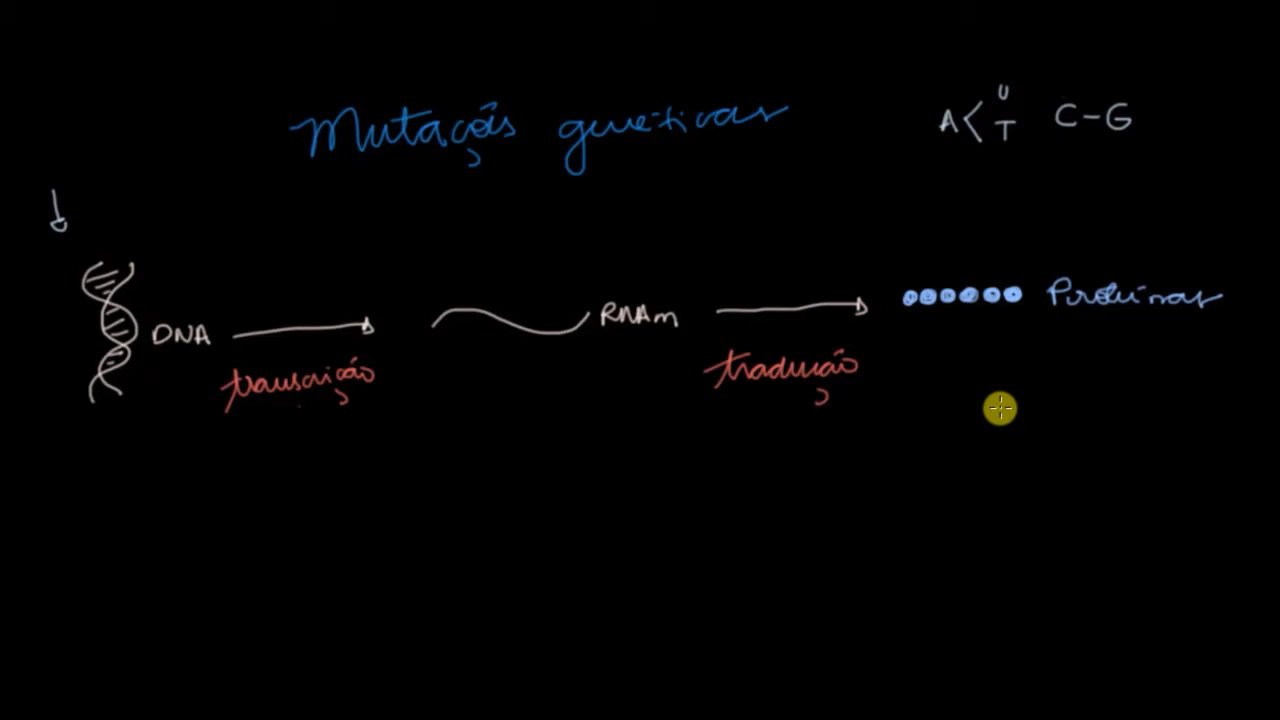 Mutações genéticas
A < U T C-G
DNA
RNAm
Proteínas
transcrição
tradução